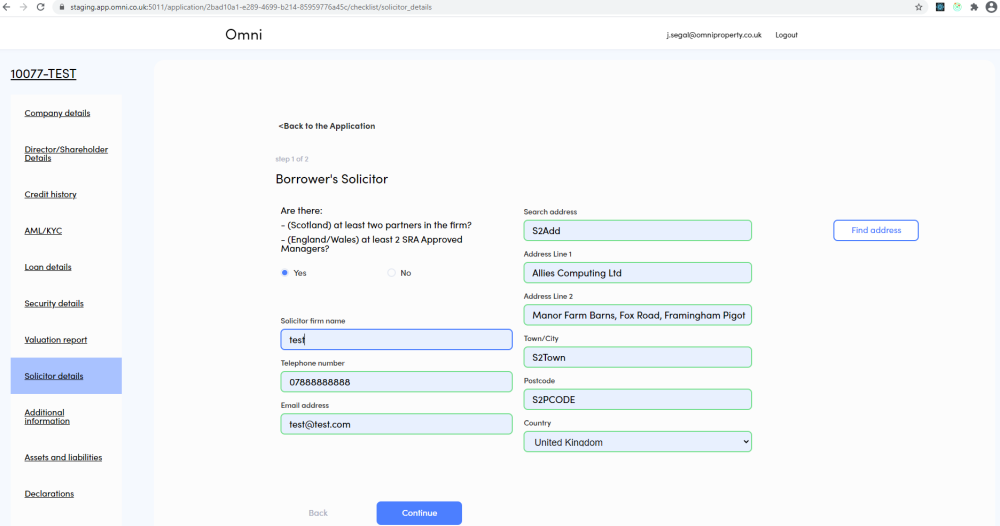 staging.app.omni.co.uk:5011/application/2bad10a1-e289-4699-b214-85959776a45c/checklist/solicitor_details
Omni
j.segal@omniproperty.co.uk
Logout
10077-TEST
Company details
Director/Shareholder
Details
Credit history
AML/KYC
Loan details
Security details
Valuation report
Solicitor details
Additional
information
Assets and liabilities
Declarations
<Back to the Application
step 1 of 2
Borrower's Solicitor
Are there:
- (Scotland) at least two partners in the firm?
- (England/Wales) at least 2 SRA Approved
Managers?
Yes
No
Solicitor firm name
test
Telephone number
07888888888
Email address
test@test.com
Search address
S2Add
Find address
Address Line 1
Allies Computing Ltd
Address Line 2
Manor Farm Barns, Fox Road, Framingham Pigot
Town/City
S2Town
Postcode
S2PCODE
Country
United Kingdom
Back
Continue